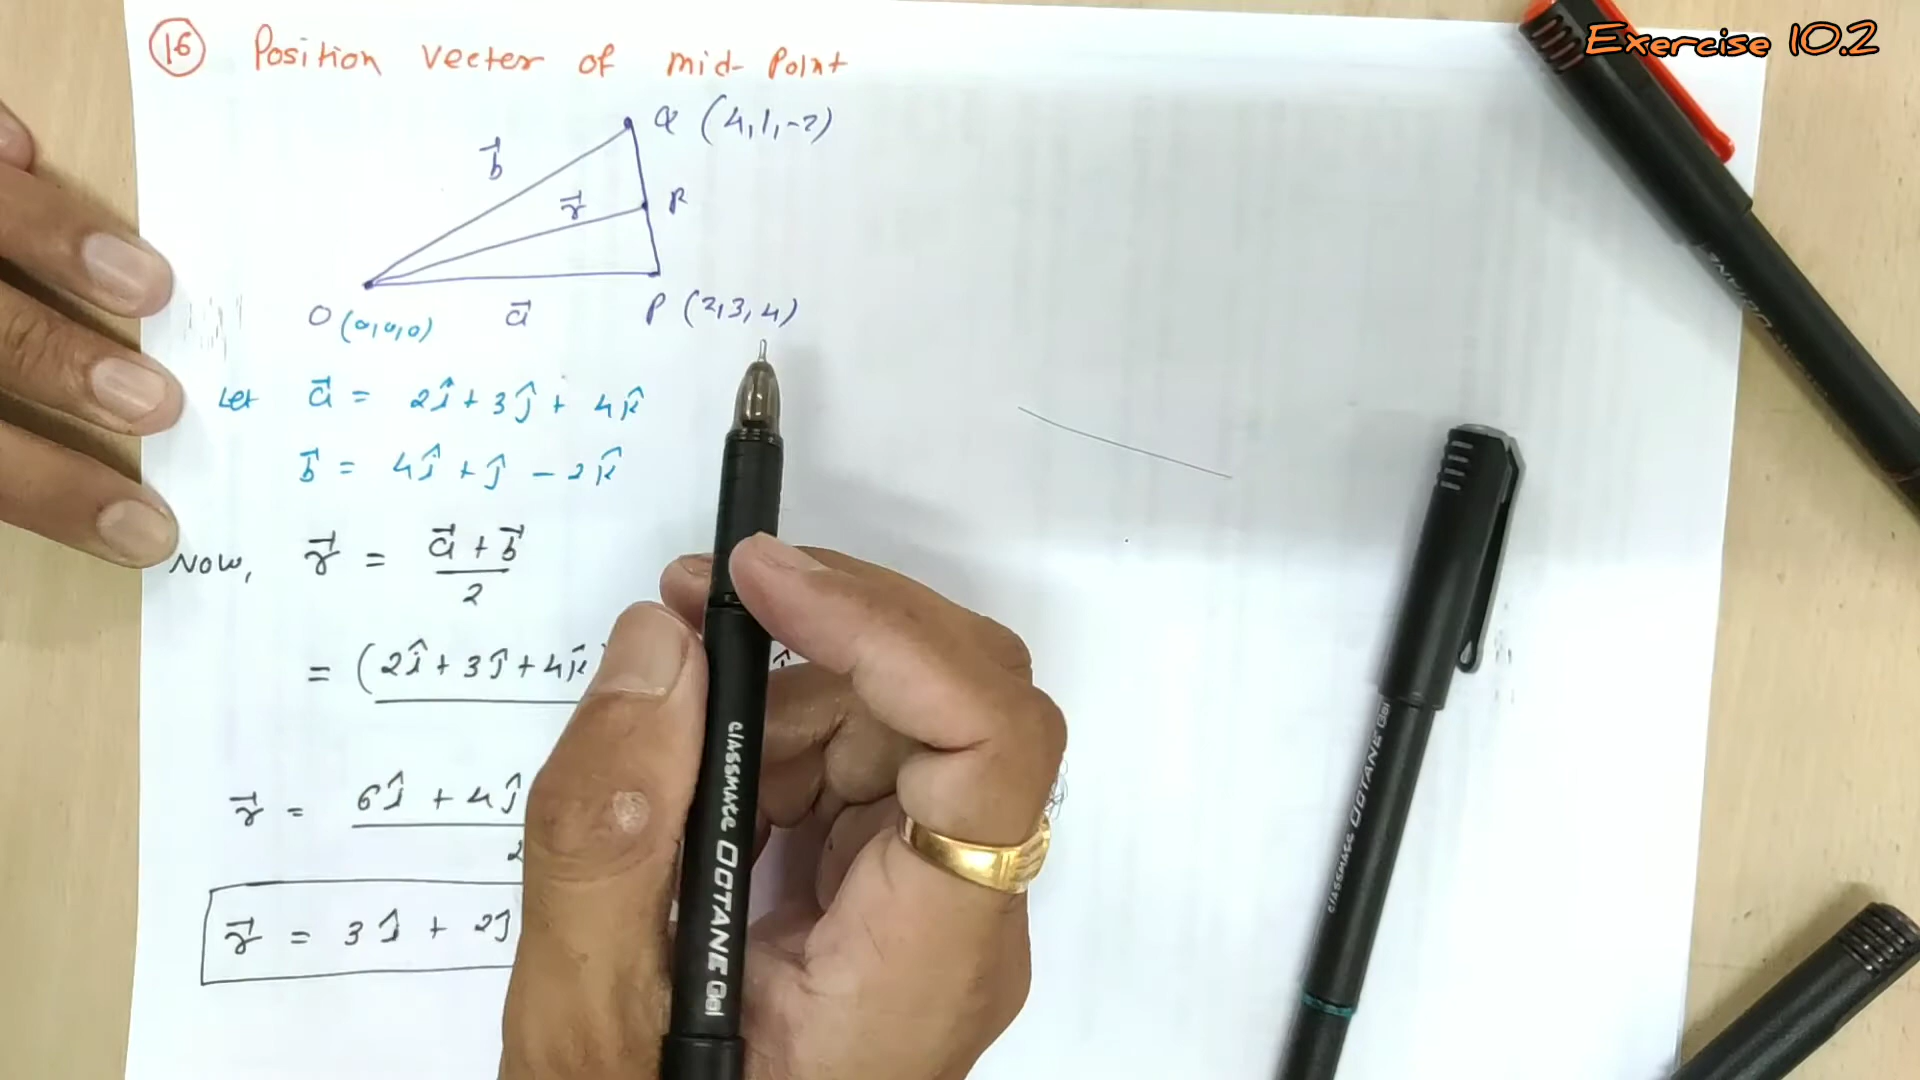 Exercise 10.2
16 Position vector of mid-Point
Q (4,1,-2)
b⃗
r⃗ R
O (0,0,0) a⃗ P (2,3,4)
Let a⃗ = 2î + 3ĵ + 4k̂
b⃗ = 4î + ĵ - 2k̂
Now, r⃗ = a⃗ + b⃗
2
= (2î + 3ĵ + 4k̂
r⃗ = 6î + 4ĵ
2
r⃗ = 3î + 2ĵ
classmate OCTANE Gel
classmate OCTANE Gel
OCTANE